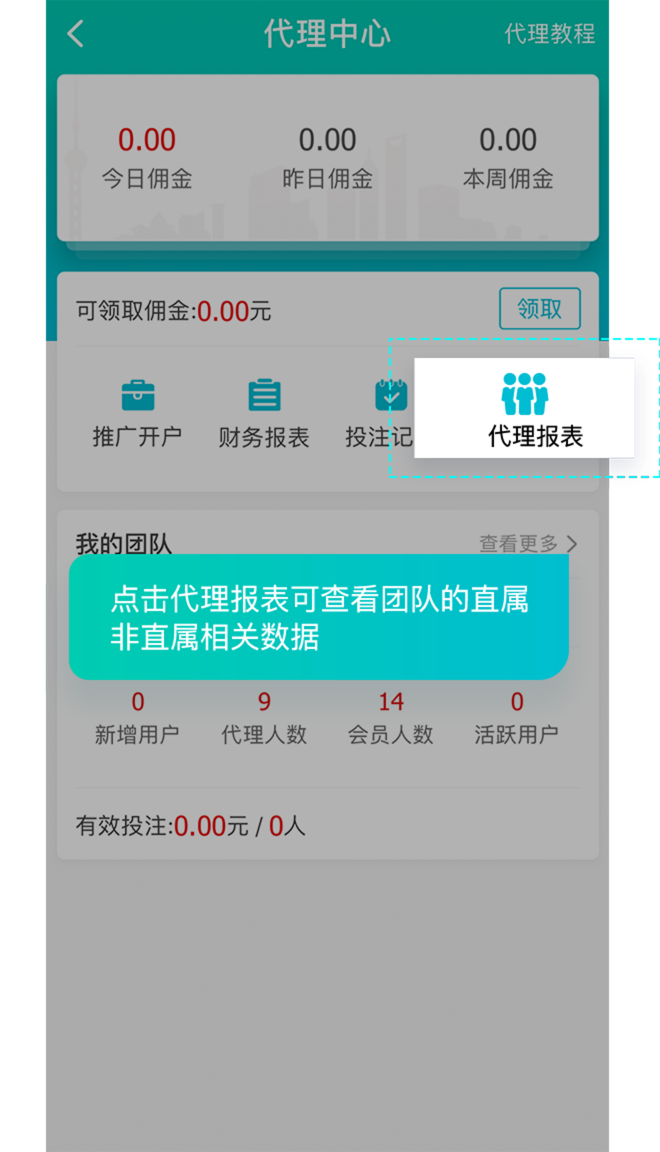 代理中心
代理教程
0.00
0.00
0.00
今日佣金
昨日佣金
本周佣金
可领取佣金:0.00元
领取
推广开户
财务报表
投注记
代理报表
我的团队
查看更多
点击代理报表可查看团队的直属
非直属相关数据
0
9
14
0
新增用户
代理人数
会员人数
活跃用户
有效投注:0.00元 / 0人